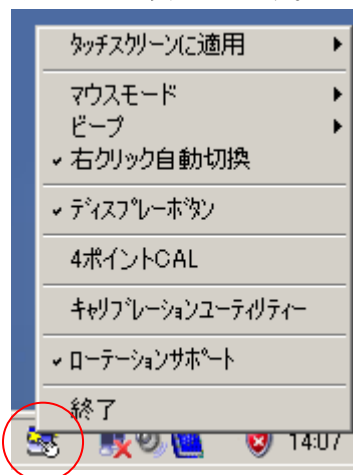 タッチスクリーンに適用
マウスモード
ビープ
右クリック自動切換
ディスプレーボタン
4ポイントCAL
キャリブレーションユーティリティー
ローテーションサポート
終了
14:07